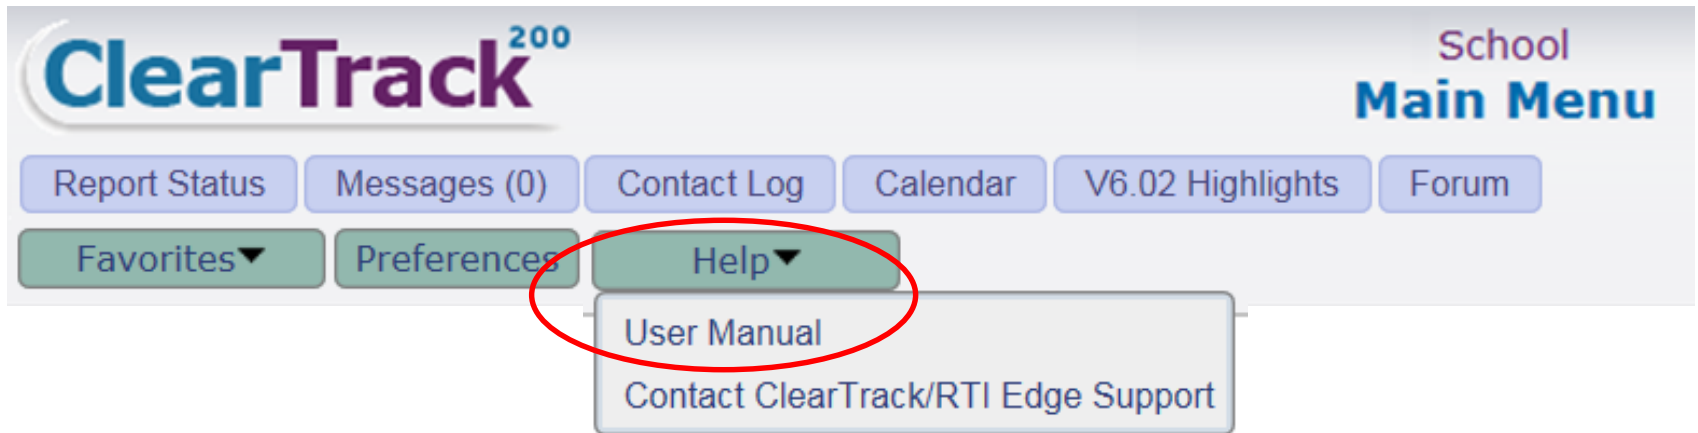 ClearTrack200
School
Main Menu
Report Status Messages (0) Contact Log Calendar V6.02 Highlights Forum
Favorites Preferences Help
User Manual
Contact ClearTrack/RTI Edge Support